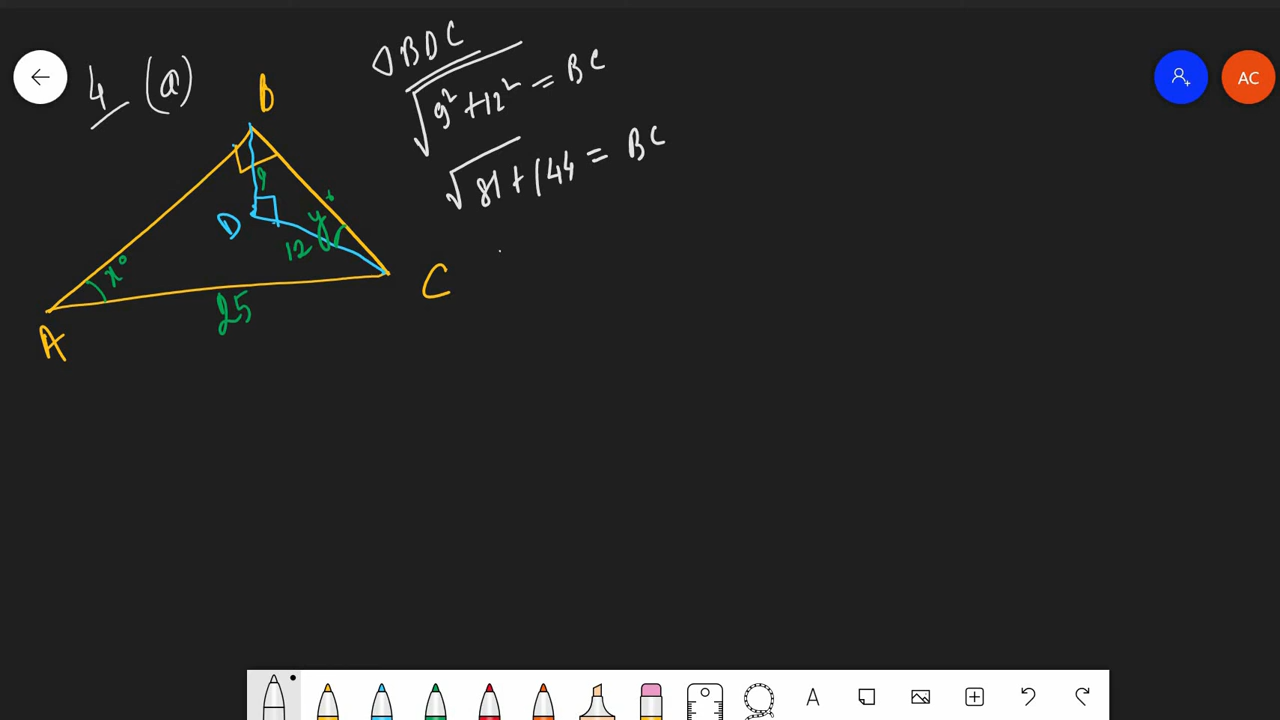 4 (a)
△BDC
√9²+12² = BC
√81+144 = BC
B
9
D
12
y°
x°
25
C
A
AC
A